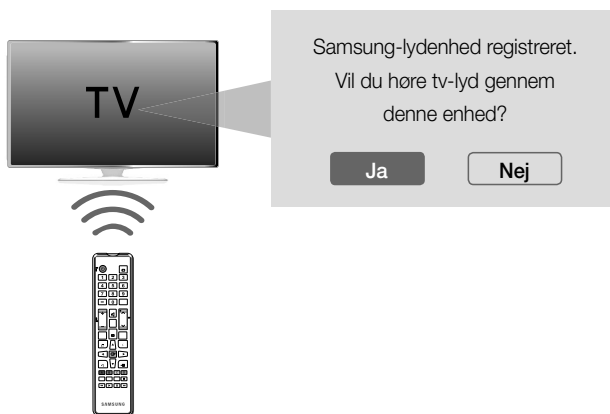 TV
Samsung-lydenhed registreret.
Vil du høre tv-lyd gennem
denne enhed?
Ja
Nej
SAMSUNG